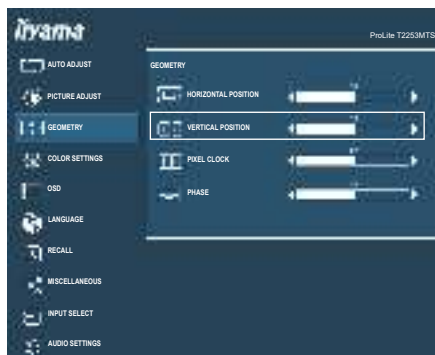 iiyama
ProLite T2253MTS
AUTO ADJUST
PICTURE ADJUST
GEOMETRY
COLOR SETTINGS
OSD
LANGUAGE
RECALL
MISCELLANEOUS
INPUT SELECT
AUDIO SETTINGS
GEOMETRY
HORIZONTAL POSITION
VERTICAL POSITION
PIXEL CLOCK
PHASE